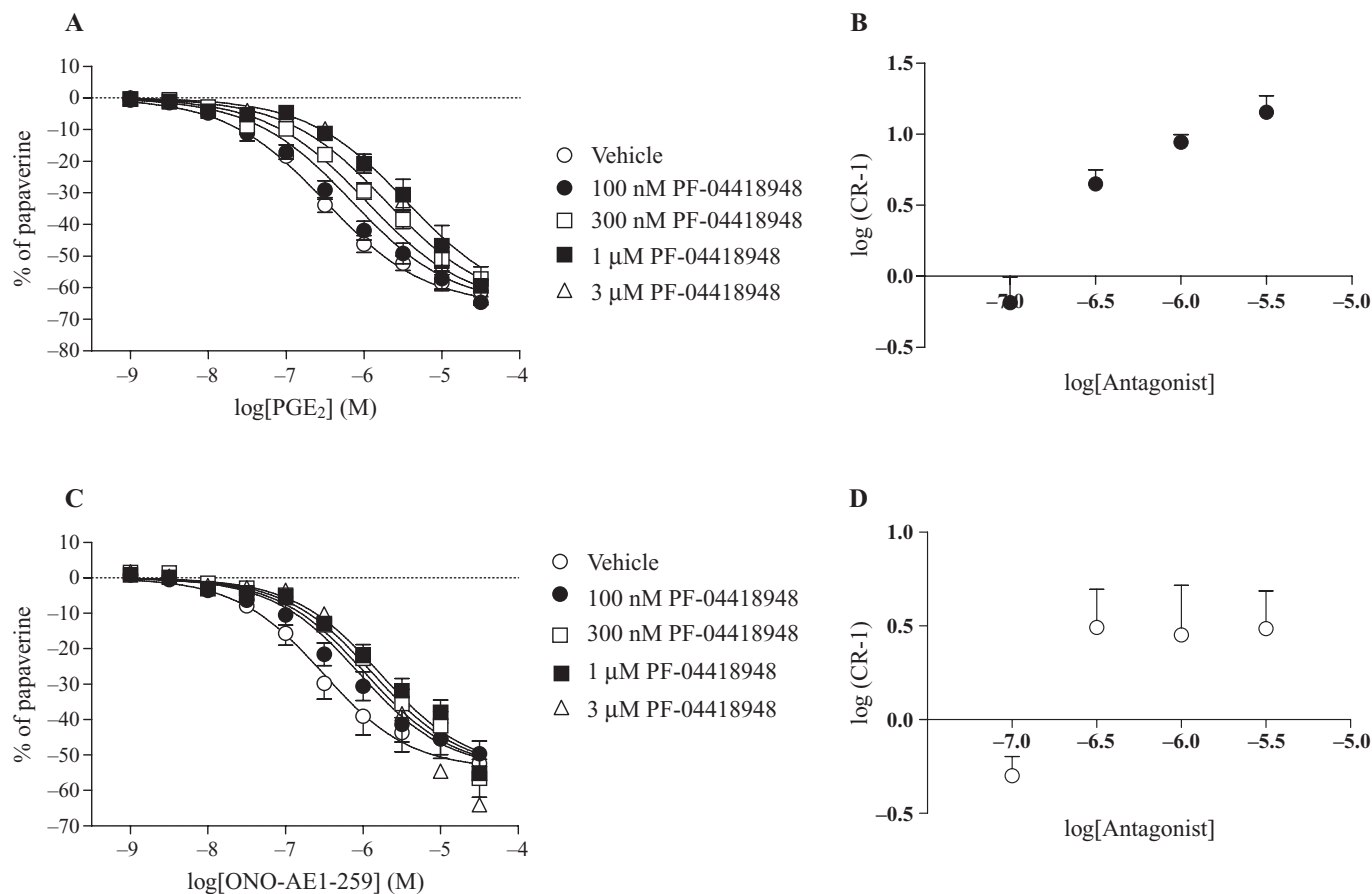 A
10
0
–10
–20
–30
–40
–50
–60
–70
–80
% of papaverine
–9
–8
–7
–6
–5
–4
log[PGE₂] (M)
Vehicle
100 nM PF-04418948
300 nM PF-04418948
1 μM PF-04418948
3 μM PF-04418948
B
1.5
1.0
0.5
0.0
–0.5
log (CR-1)
–7.0
–6.5
–6.0
–5.5
–5.0
log[Antagonist]
C
10
0
–10
–20
–30
–40
–50
–60
–70
% of papaverine
–9
–8
–7
–6
–5
–4
log[ONO-AE1-259] (M)
Vehicle
100 nM PF-04418948
300 nM PF-04418948
1 μM PF-04418948
3 μM PF-04418948
D
1.0
0.5
0.0
–0.5
log (CR-1)
–7.0
–6.5
–6.0
–5.5
–5.0
log[Antagonist]